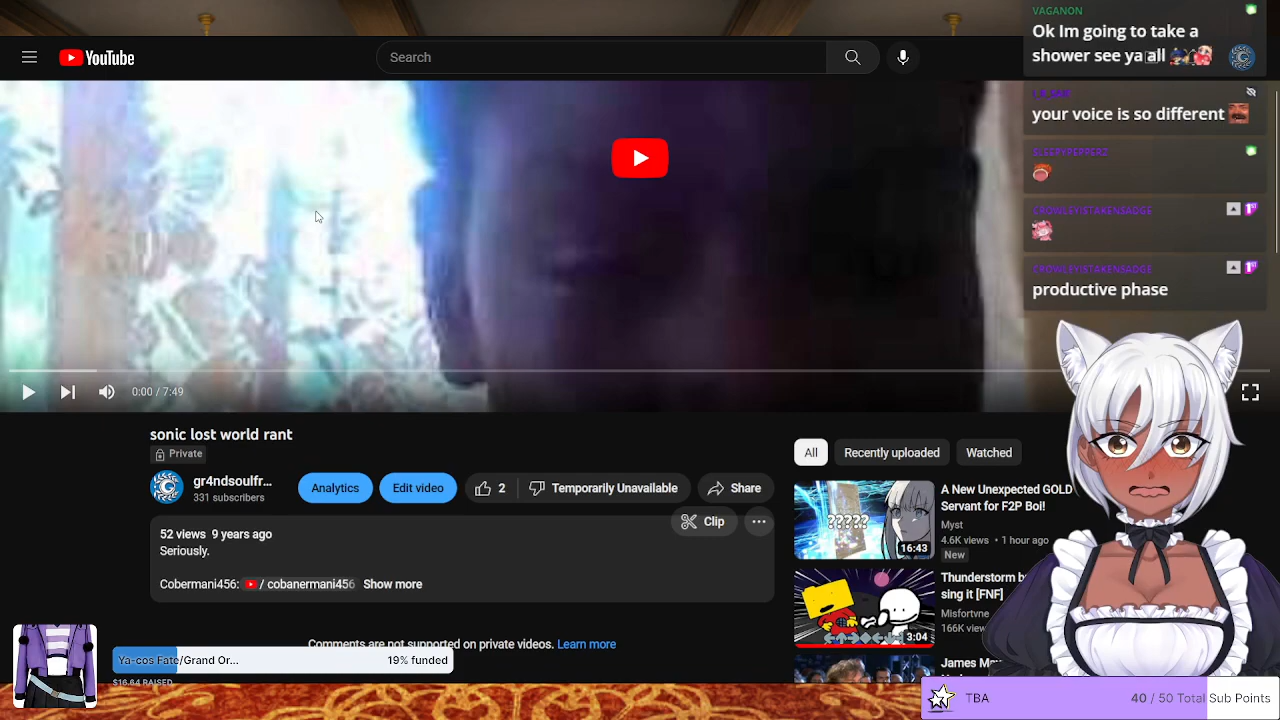 YouTube
Search
0:00 / 7:49
sonic lost world rant
Private
gr4ndsoulfr...
331 subscribers
Analytics
Edit video
2
Temporarily Unavailable
Share
Clip
52 views 9 years ago
Seriously.
Cobermani456: / cobanermani456 Show more
Comments are not supported on private videos. Learn more
Ya-cos Fate/Grand Or...
19% funded
$16.64 RAISED
All
Recently uploaded
Watched
?????
16:43
A New Unexpected GOLD
Servant for F2P Boi!
Myst
4.6K views • 1 hour ago
New
3:04
Thunderstorm
sing it [FNF]
Misfortvne
166K view
James
VAGANON
Ok Im going to take a
shower see ya all
your voice is so different
SLEEPYPEPPERZ
CROWLEYISTAKENSADGE
CROWLEYISTAKENSADGE
productive phase
TBA
40 / 50 Total Sub Points